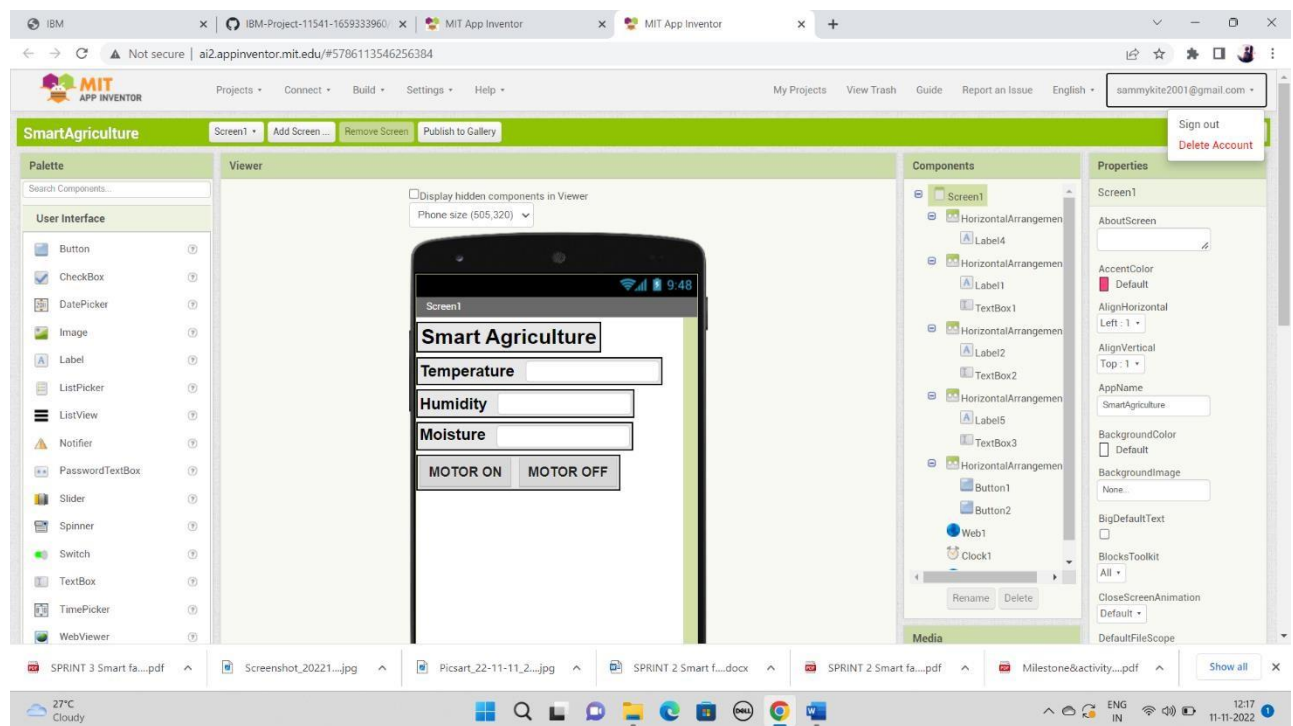 IBM
IBM-Project-11541-1659333960/
MIT App Inventor
MIT App Inventor
Not secure | ai2.appinventor.mit.edu/#5786113546256384
MIT APP INVENTOR
Projects Connect Build Settings Help My Projects View Trash Guide Report an Issue English sammykite2001@gmail.com
Sign out
Delete Account
SmartAgriculture Screen1 Add Screen ... Remove Screen Publish to Gallery
Palette
Search Components...
User Interface
Button
CheckBox
DatePicker
Image
Label
ListPicker
ListView
Notifier
PasswordTextBox
Slider
Spinner
Switch
TextBox
TimePicker
WebViewer
Viewer
Display hidden components in Viewer
Phone size (505,320)
9:48
Screen1
Smart Agriculture
Temperature
Humidity
Moisture
MOTOR ON MOTOR OFF
Components
Screen1
HorizontalArrangemen
Label4
HorizontalArrangemen
Label1
TextBox1
HorizontalArrangemen
Label2
TextBox2
HorizontalArrangemen
Label5
TextBox3
HorizontalArrangemen
Button1
Button2
Web1
Clock1
Rename Delete
Media
Properties
Screen1
AboutScreen
AccentColor
Default
AlignHorizontal
Left : 1
AlignVertical
Top : 1
AppName
SmartAgriculture
BackgroundColor
Default
BackgroundImage
None...
BigDefaultText
BlocksToolkit
All
CloseScreenAnimation
Default
DefaultFileScope
SPRINT 3 Smart fa....pdf Screenshot_20221....jpg Picsart_22-11-11_2....jpg SPRINT 2 Smart f....docx SPRINT 2 Smart fa....pdf Milestone&activity....pdf Show all
27°C
Cloudy
DELL
ENG
IN
12:17
11-11-2022
1